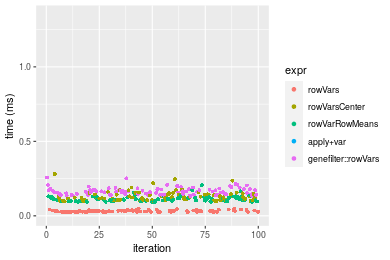 1.0
0.5
0.0
time (ms)
0
25
50
75
100
iteration
expr
rowVars
rowVarsCenter
rowVarRowMeans
apply+var
genefilter::rowVars